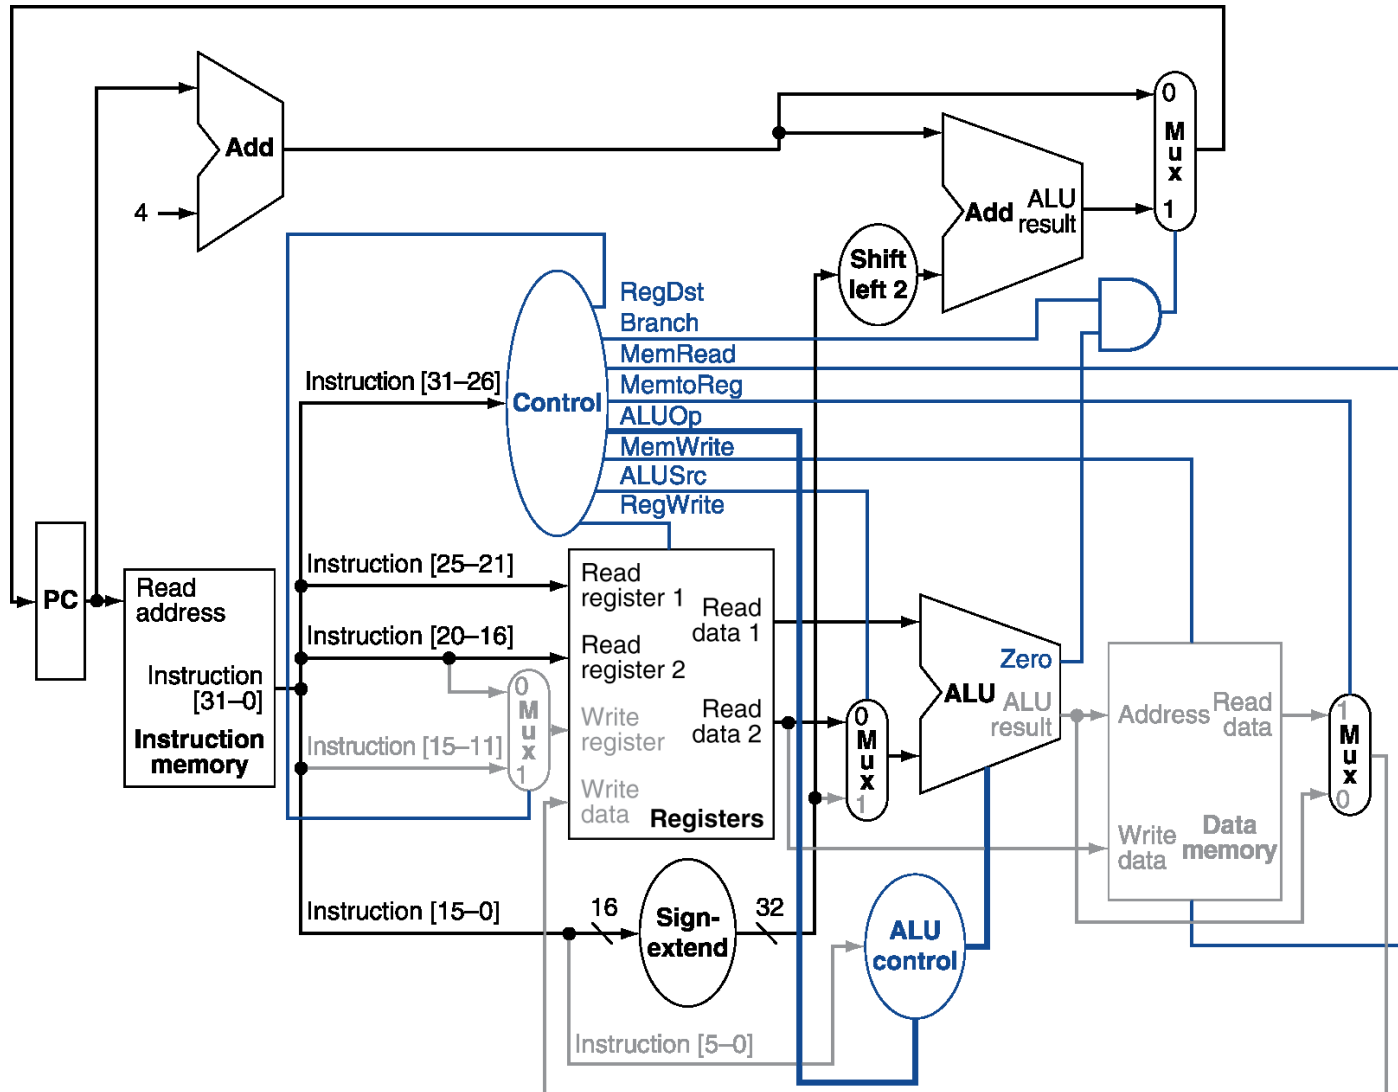 0
M
u
x
1
Add
4
Add
ALU
result
Shift
left 2
RegDst
Branch
MemRead
MemtoReg
ALUOp
MemWrite
ALUSrc
RegWrite
Control
Instruction [31–26]
Instruction [25–21]
Instruction [20–16]
Instruction [15–11]
Instruction [15–0]
PC
Read
address
Instruction
[31–0]
Instruction
memory
0
M
u
x
1
Read
register 1
Read
register 2
Write
register
Write
data
Read
data 1
Read
data 2
Registers
0
M
u
x
1
Zero
ALU
ALU
result
Address
Read
data
Write
data
Data
memory
1
M
u
x
0
16
Sign-
extend
32
ALU
control
Instruction [5–0]